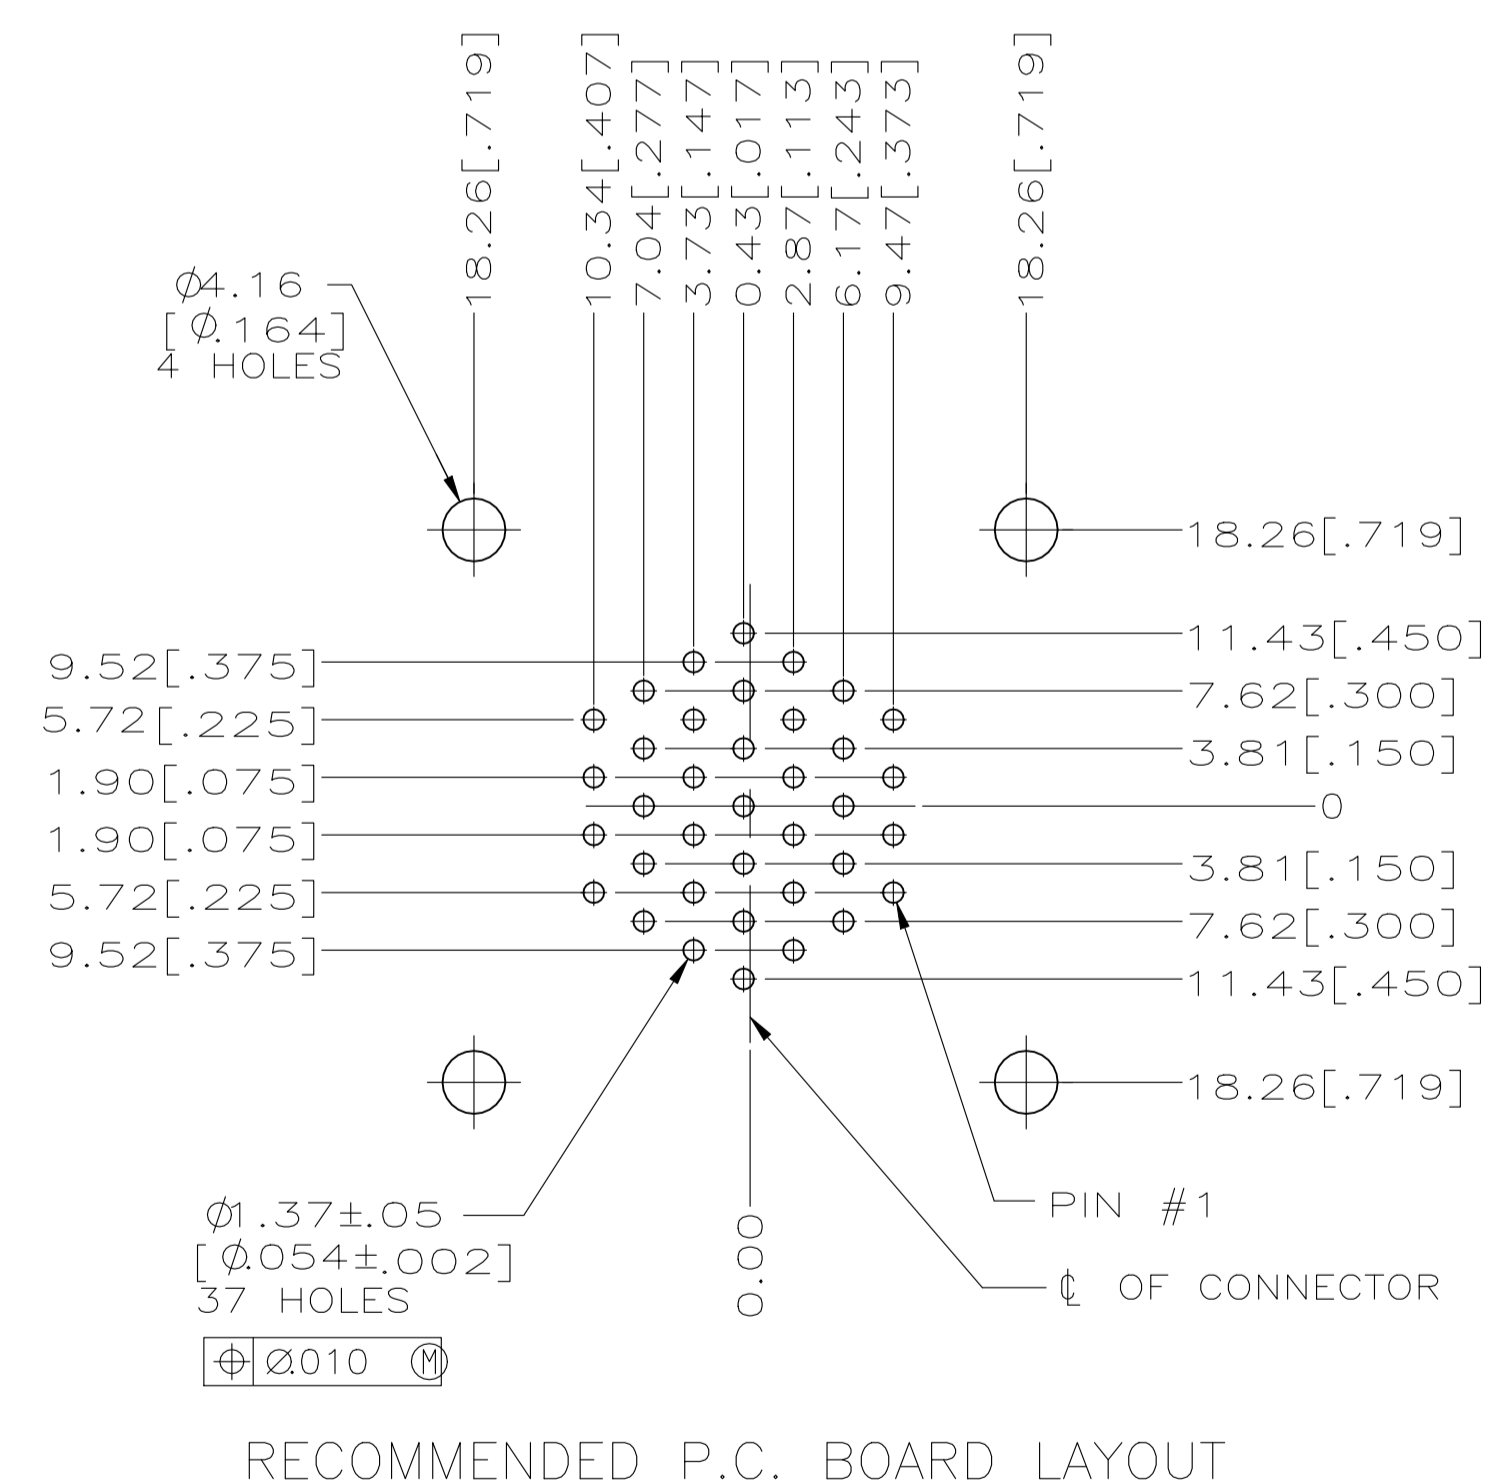 18.26[.719]
10.34[.407]
7.04[.277]
3.73[.147]
0.43[.017]
2.87[.113]
6.17[.243]
9.47[.373]
18.26[.719]
Ø4.16
[Ø.164]
4 HOLES
18.26[.719]
11.43[.450]
9.52[.375]
7.62[.300]
5.72[.225]
3.81[.150]
1.90[.075]
0
1.90[.075]
3.81[.150]
5.72[.225]
7.62[.300]
9.52[.375]
11.43[.450]
18.26[.719]
Ø1.37±.05
[Ø.054±.002]
37 HOLES
⌖ Ø.010 Ⓜ
0.00
PIN #1
℄ OF CONNECTOR
RECOMMENDED P.C. BOARD LAYOUT